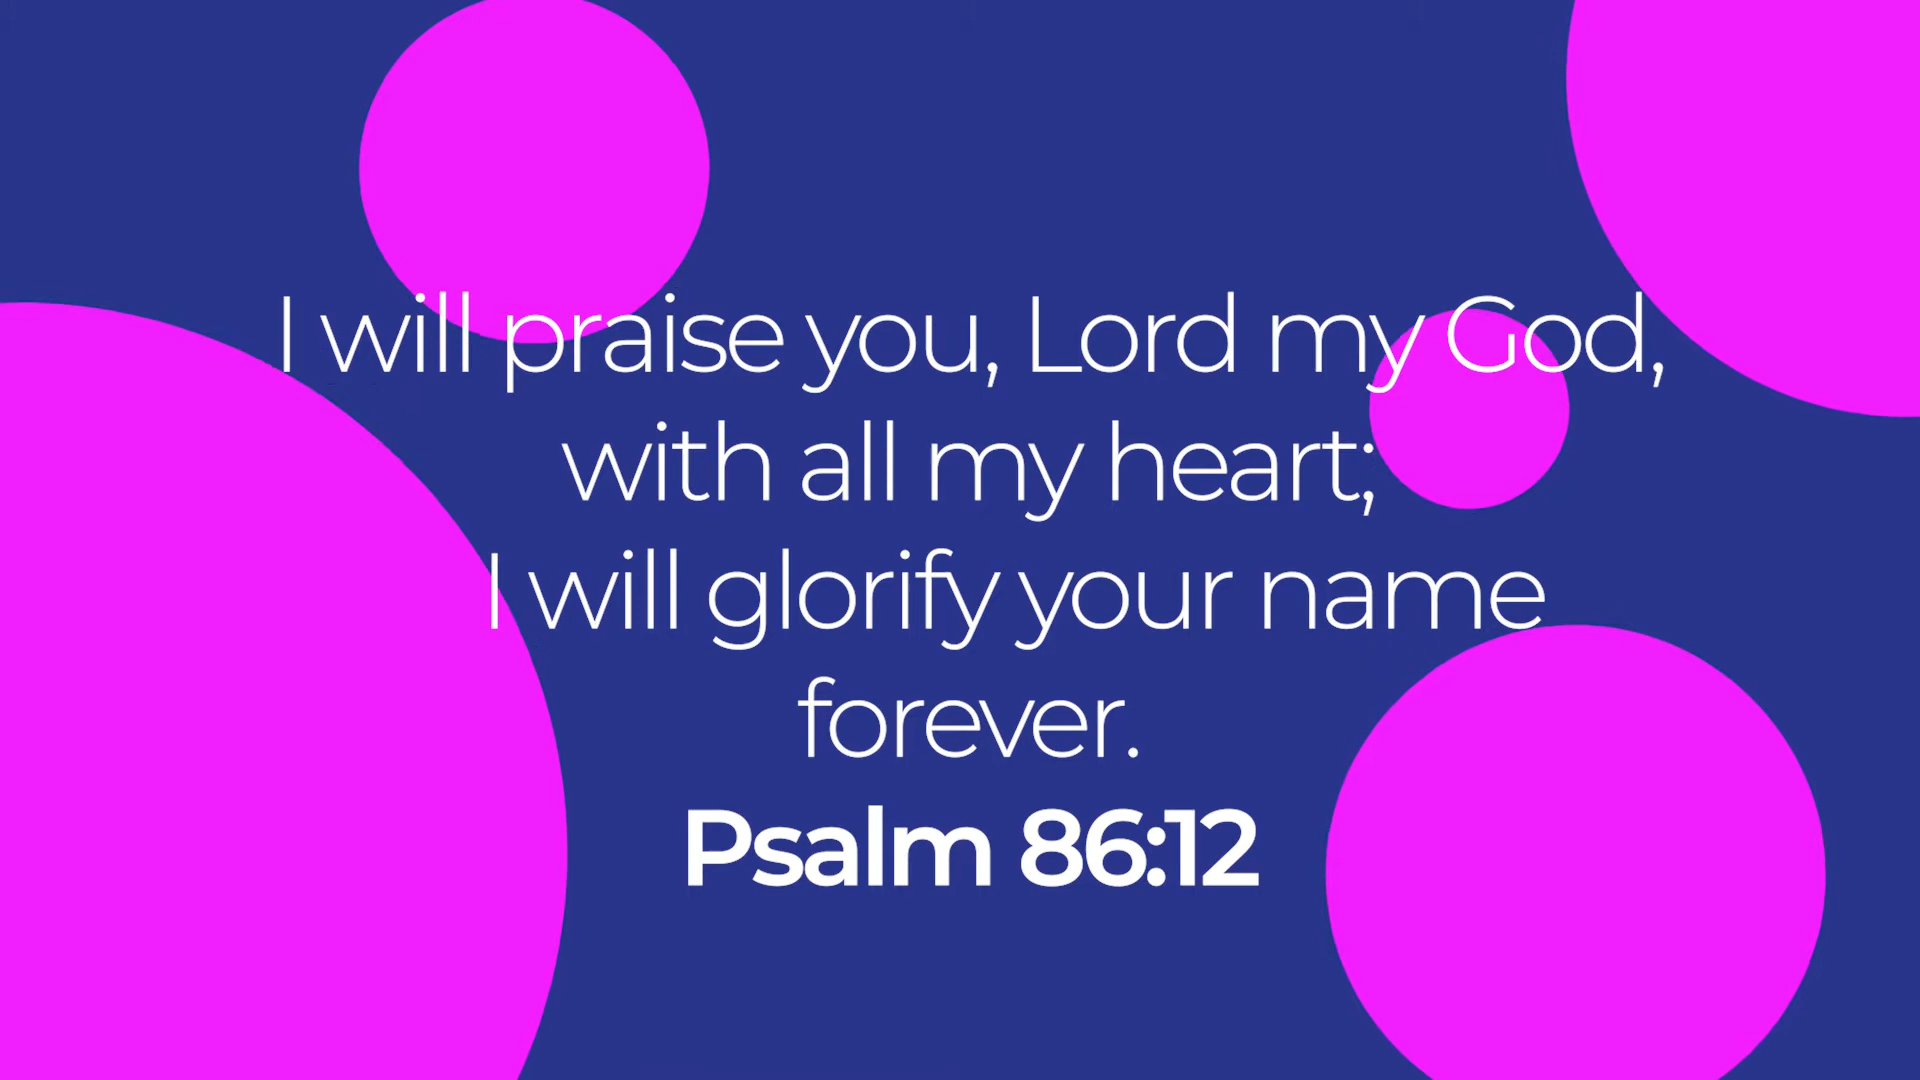 I will praise you, Lord my God,
with all my heart;
I will glorify your name
forever.
Psalm 86:12